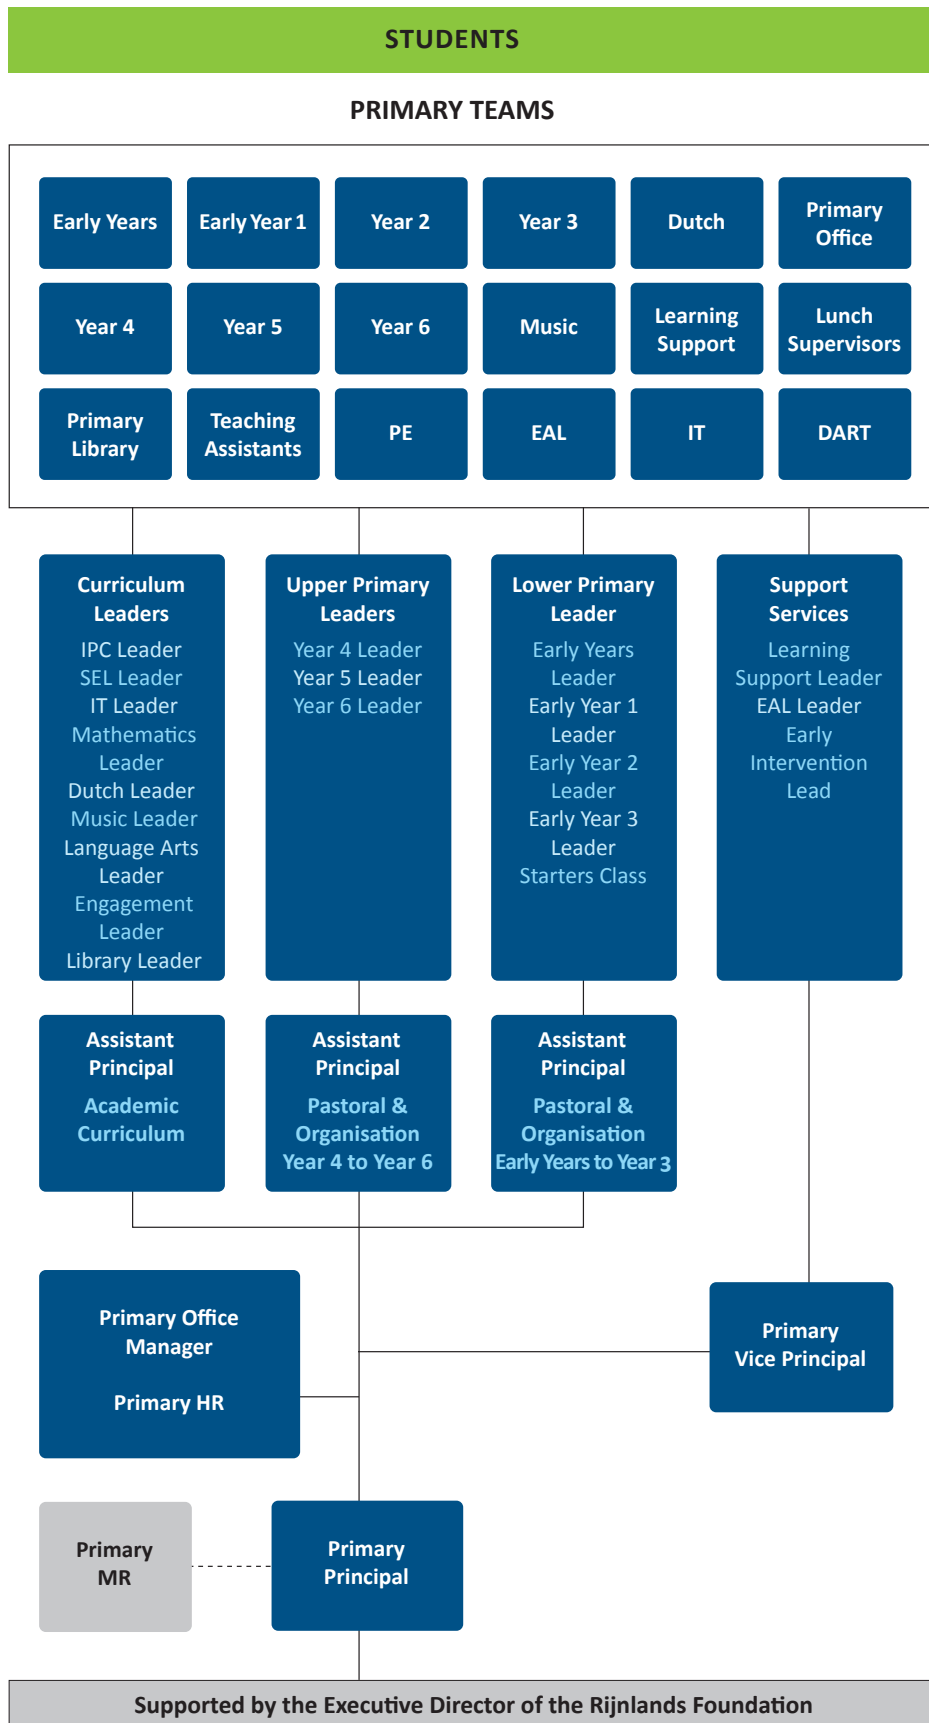 STUDENTS
PRIMARY TEAMS
Early Years
Early Year 1
Year 2
Year 3
Dutch
Primary
Office
Year 4
Year 5
Year 6
Music
Learning
Support
Lunch
Supervisors
Primary
Library
Teaching
Assistants
PE
EAL
IT
DART
Curriculum
Leaders
IPC Leader
SEL Leader
IT Leader
Mathematics
Leader
Dutch Leader
Music Leader
Language Arts
Leader
Engagement
Leader
Library Leader
Upper Primary
Leaders
Year 4 Leader
Year 5 Leader
Year 6 Leader
Lower Primary
Leader
Early Years
Leader
Early Year 1
Leader
Early Year 2
Leader
Early Year 3
Leader
Starters Class
Support
Services
Learning
Support Leader
EAL Leader
Early
Intervention
Lead
Assistant
Principal
Academic
Curriculum
Assistant
Principal
Pastoral &
Organisation
Year 4 to Year 6
Assistant
Principal
Pastoral &
Organisation
Early Years to Year 3
Primary Office
Manager
Primary HR
Primary
Vice Principal
Primary
MR
Primary
Principal
Supported by the Executive Director of the Rijnlands Foundation